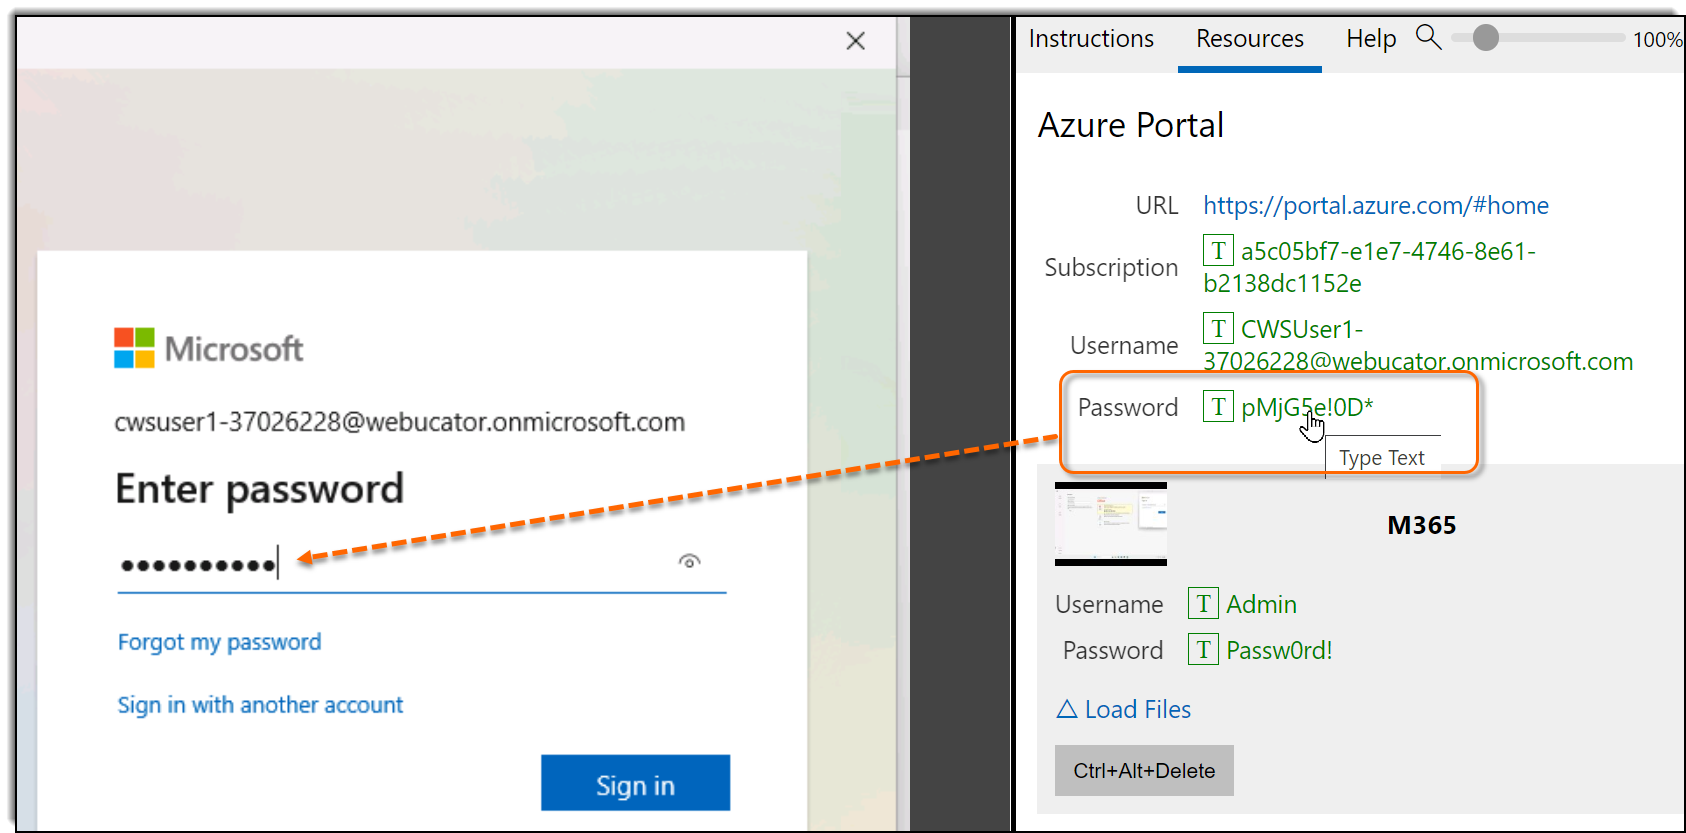 Microsoft
cwsuser1-37026228@webucator.onmicrosoft.com
Enter password
Forgot my password
Sign in with another account
Sign in
Instructions
Resources
Help
100%
Azure Portal
URL
https://portal.azure.com/#home
Subscription
T a5c05bf7-e1e7-4746-8e61-
b2138dc1152e
Username
T CWSUser1-
37026228@webucator.onmicrosoft.com
Password
T pMjG5e!0D*
Type Text
M365
Username
T Admin
Password
T Passw0rd!
Load Files
Ctrl+Alt+Delete